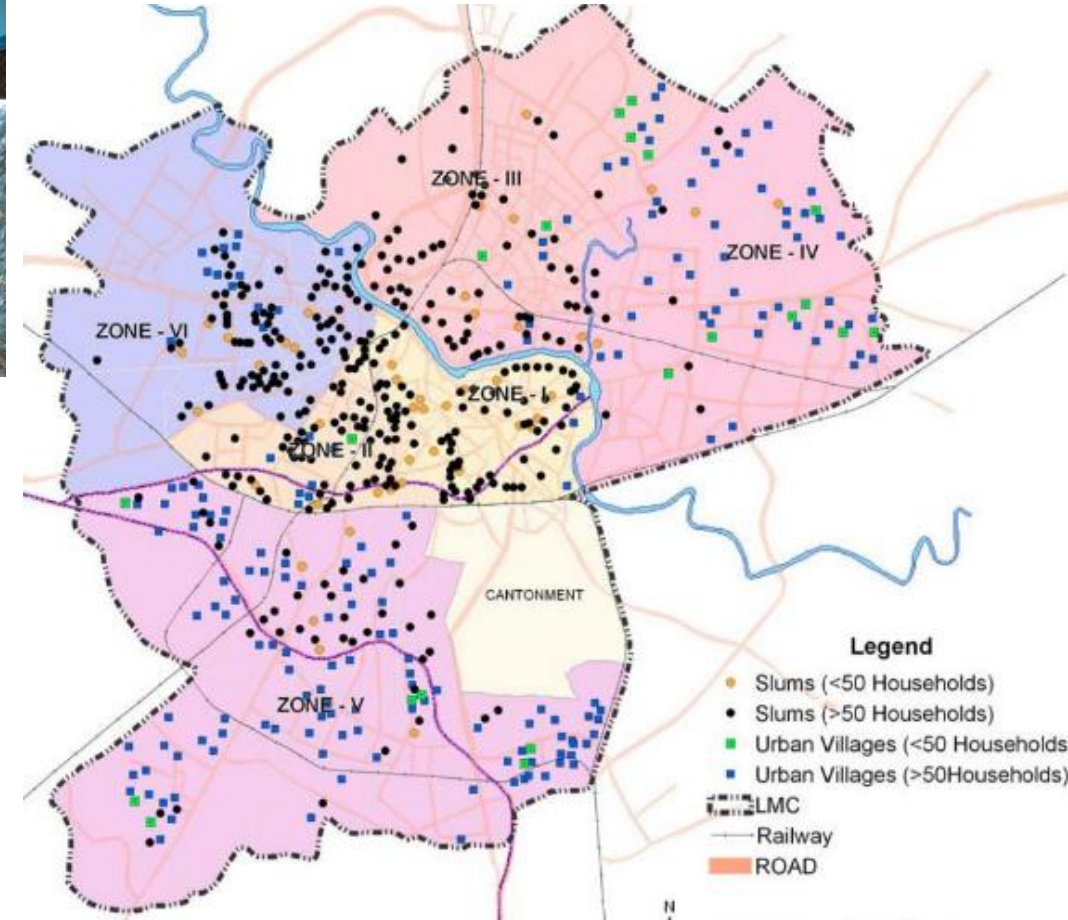 ZONE - III
ZONE - IV
ZONE - VI
ZONE - I
ZONE - II
CANTONMENT
ZONE - V
Legend
Slums (<50 Households)
Slums (>50 Households)
Urban Villages (<50 Households
Urban Villages (>50Households)
LMC
Railway
ROAD
N